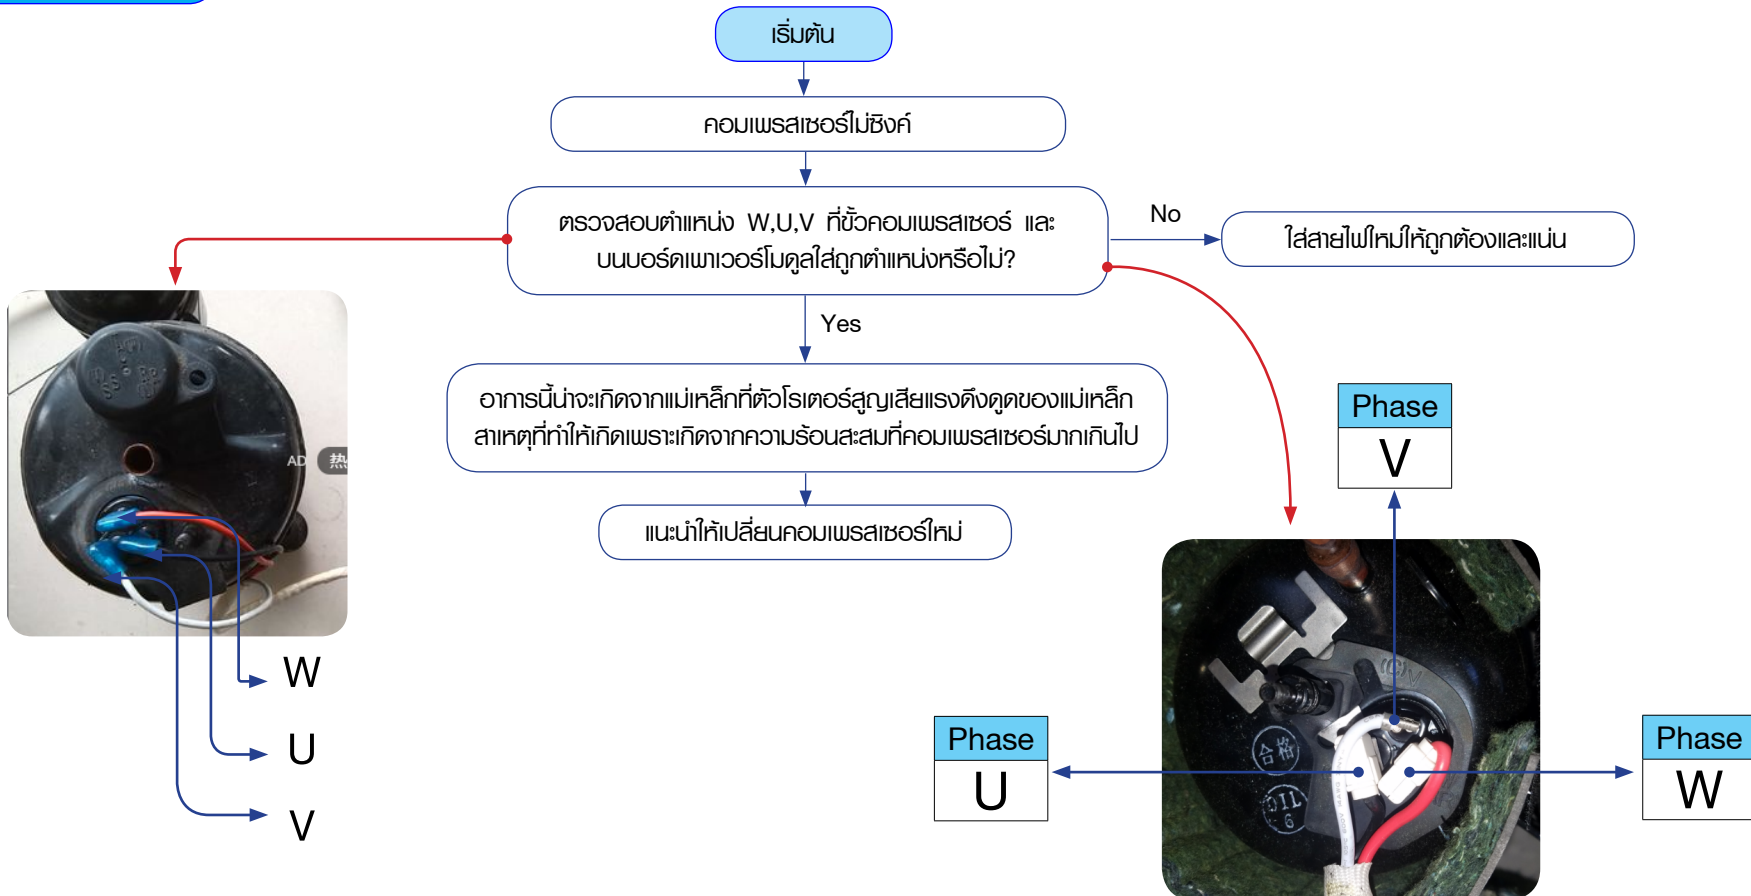 เริ่มต้น
คอมเพรสเซอร์ไม่ซิงค์
ตรวจสอบตำแหน่ง W,U,V ที่ขั้วคอมเพรสเซอร์ และ
บนบอร์ดเพาเวอร์โมดูลใส่ถูกตำแหน่งหรือไม่?
No
ใส่สายไฟใหม่ให้ถูกต้องและแน่น
Yes
อาการนี้น่าจะเกิดจากแม่เหล็กที่ตัวโรเตอร์สูญเสียแรงดึงดูดของแม่เหล็ก
สาเหตุที่ทำให้เกิดเพราะเกิดจากความร้อนสะสมที่คอมเพรสเซอร์มากเกินไป
แนะนำให้เปลี่ยนคอมเพรสเซอร์ใหม่
AD 热
W
U
V
Phase
V
(C)V
合格
Phase
U
Phase
W